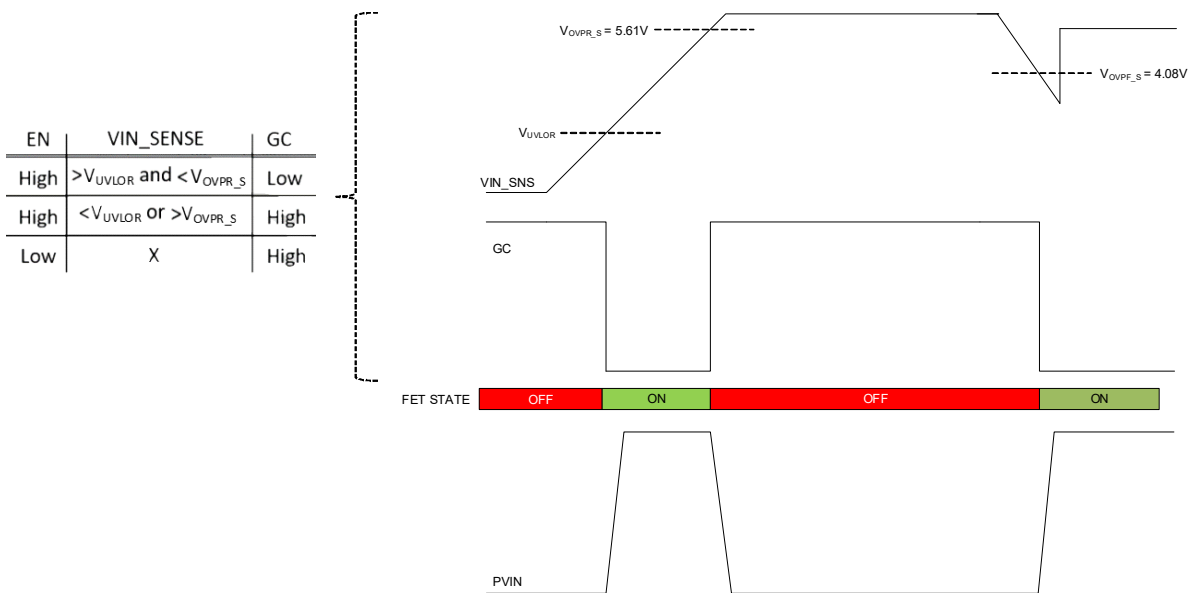 EN VIN_SENSE GC
High >VUVLOR and <VOVPR_S Low
High <VUVLOR or >VOVPR_S High
Low X High
VOVPR_S = 5.61V
VOVPF_S = 4.08V
VUVLOR
VIN_SNS
GC
FET STATE OFF ON OFF ON
PVIN